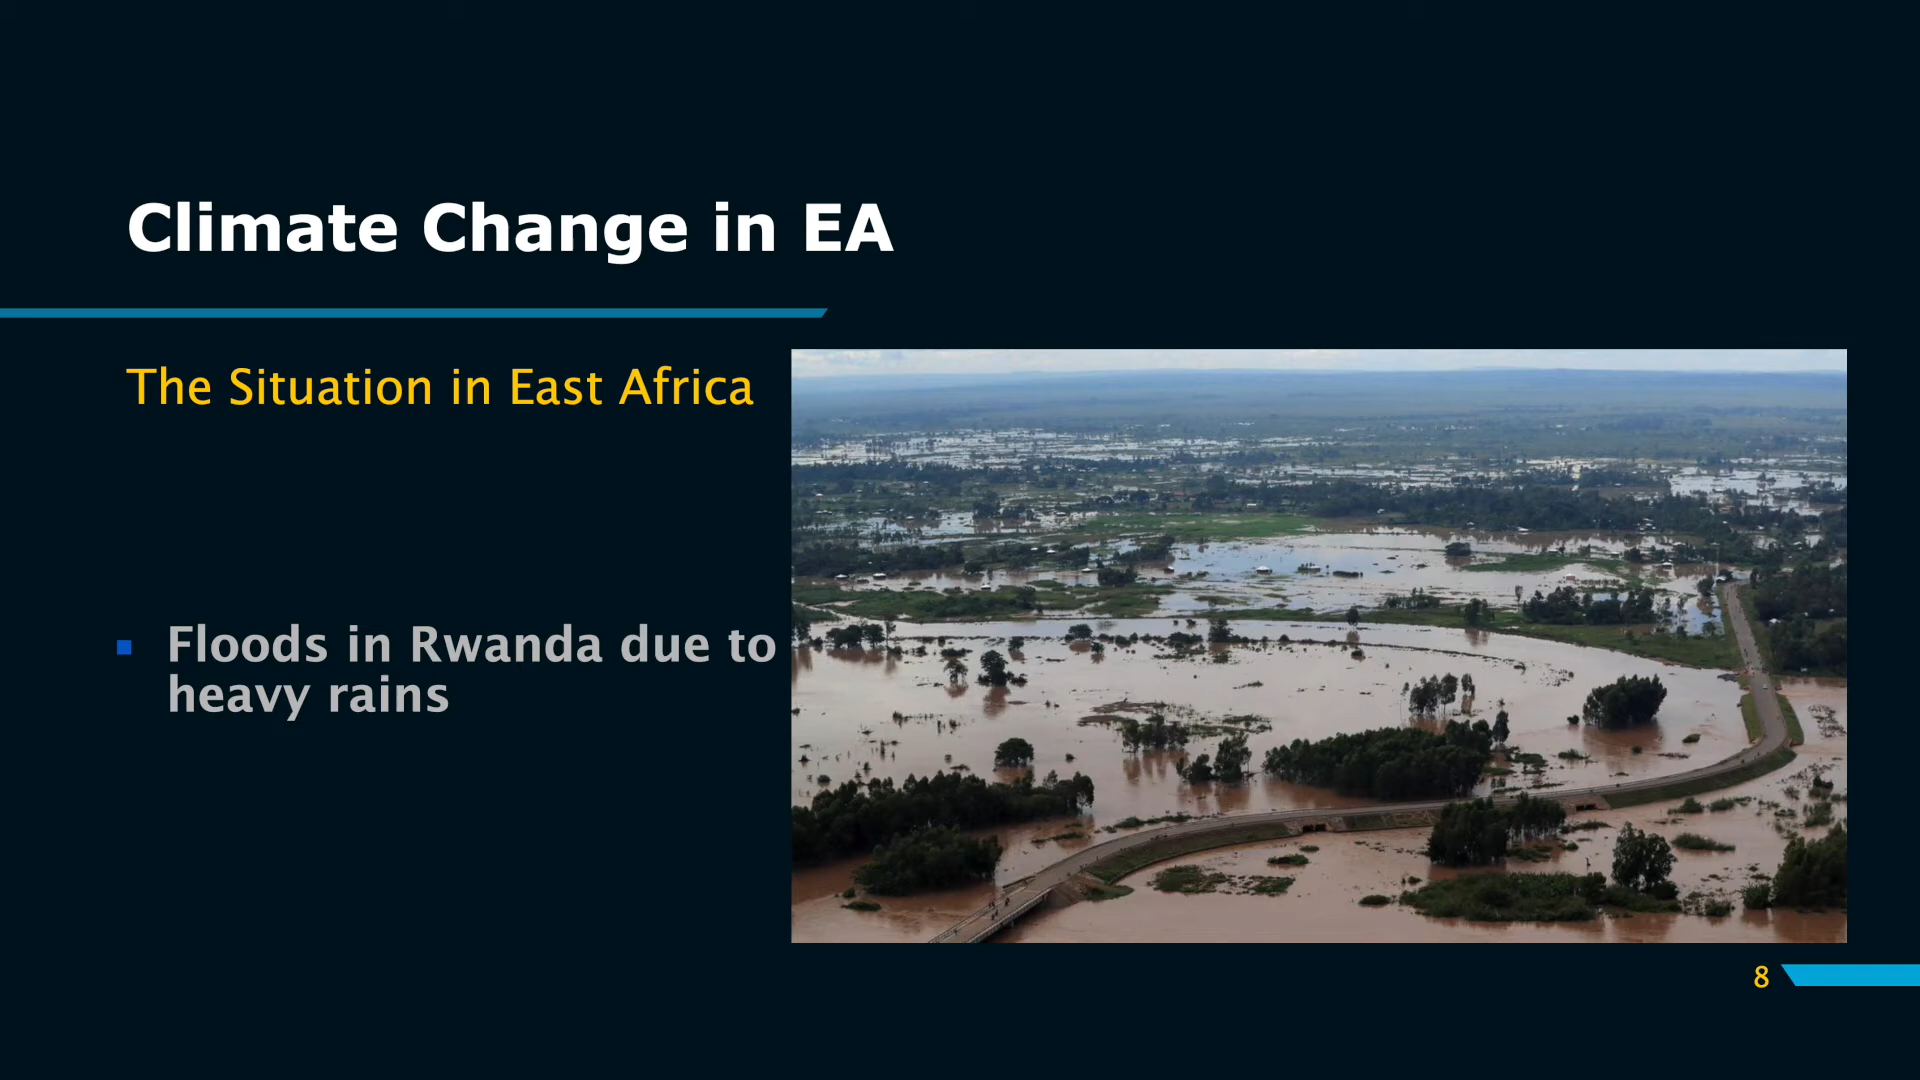 Climate Change in EA
The Situation in East Africa
Floods in Rwanda due to
heavy rains
8